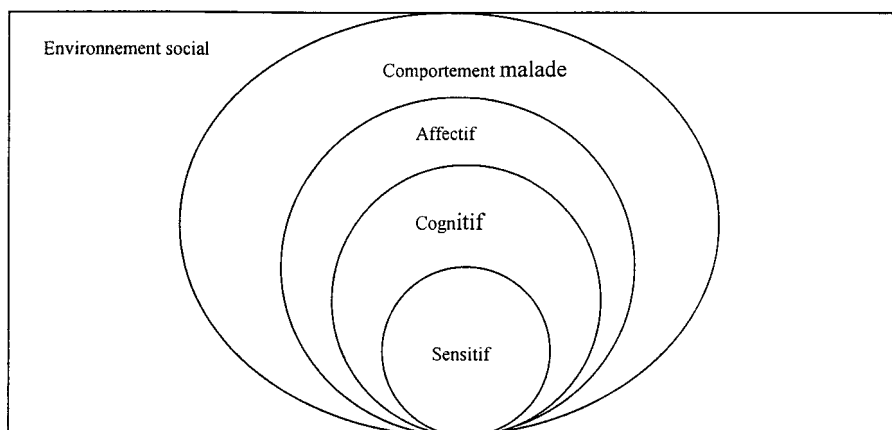 Environnement social
Comportement malade
Affectif
Cognitif
Sensitif